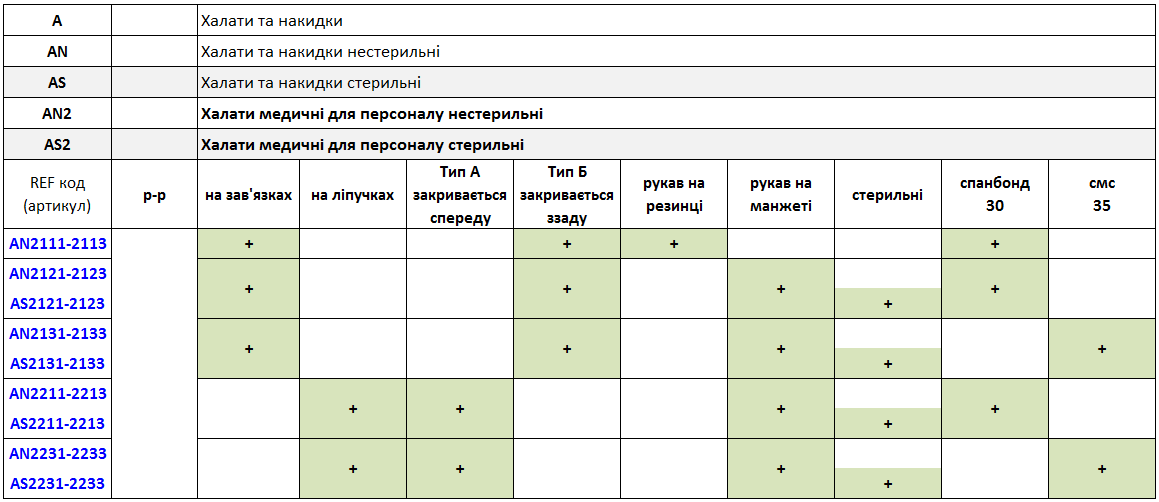 A Халати та накидки
AN Халати та накидки нестерильні
AS Халати та накидки стерильні
AN2 Халати медичні для персоналу нестерильні
AS2 Халати медичні для персоналу стерильні
REF код (артикул) р-р на зав'язках на ліпучках Тип А закривається спереду Тип Б закривається ззаду рукав на резинці рукав на манжеті стерильні спанбонд 30 смс 35
AN2111-2113 + + + +
AN2121-2123 + + + +
AS2121-2123 +
AN2131-2133 + + + +
AS2131-2133 +
AN2211-2213 + + + +
AS2211-2213 +
AN2231-2233 + + + +
AS2231-2233 +